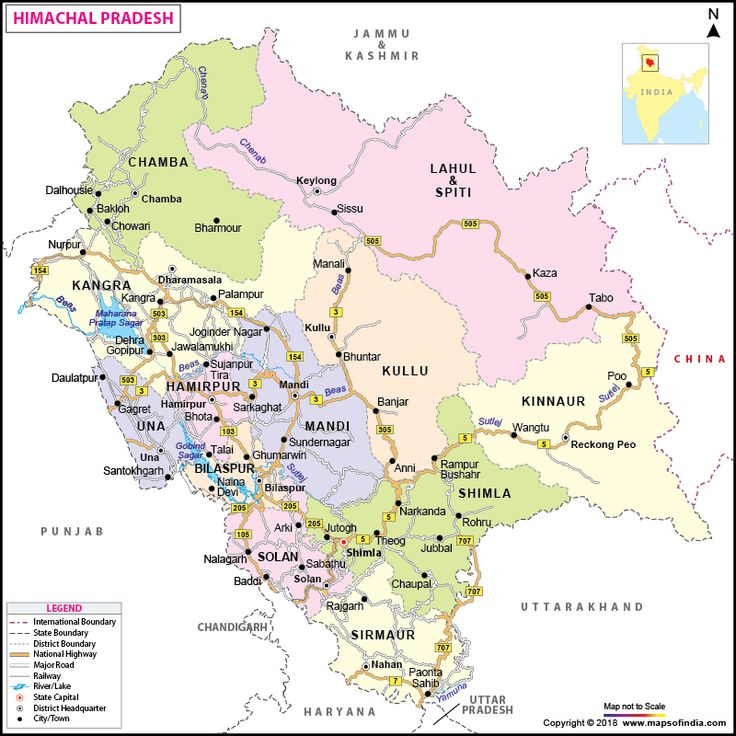 HIMACHAL PRADESH
N
JAMMU
&
KASHMIR
INDIA
Chenab
CHAMBA
Chenab
LAHUL
&
SPITI
Keylong
Dalhousie
Chamba
Bakloh
Sissu
Chowari
Bharmour
505
505
Nurpur
Manali
154
Dharamasala
Kaza
KANGRA
Beas
505
Palampur
Tabo
Beas
Kangra
Maharana
Pratap Sagar
503
154
3
Joginder Nagar
Kullu
505
Dehra
Gopipur
303
Jawalamukhi
154
Bhuntar
CHINA
Beas
Sujanpur
Tira
KULLU
5
Daulatpur
503
HAMIRPUR
3
Mandi
Beas
Poo
3
3
KINNAUR
Sutlej
Hamirpur
Sarkaghat
Gagret
Banjar
Bhota
UNA
103
MANDI
305
Sutlej
Wangtu
Gobind
Sagar
Sundernagar
5
5
Reckong Peo
Una
Talai
Ghumarwin
Anni
Rampur
Bushahr
Santokhgarh
BILASPUR
Sutlej
Naina
Devi
Bilaspur
SHIMLA
205
Narkanda
Arki
205
Jutogh
5
Rohru
PUNJAB
105
5
Theog
Jubbal
707
SOLAN
Shimla
Nalagarh
Sabathu
Baddi
Solan
Chaupal
707
Rajgarh
UTTARAKHAND
CHANDIGARH
SIRMAUR
707
Nahan
Paonta
Sahib
7
Yamuna
HARYANA
UTTAR
PRADESH
LEGEND
International Boundary
State Boundary
District Boundary
National Highway
Major Road
Railway
River/Lake
State Capital
District Headquarter
City/Town
Map not to Scale
Copyright © 2018 www.mapsofindia.com